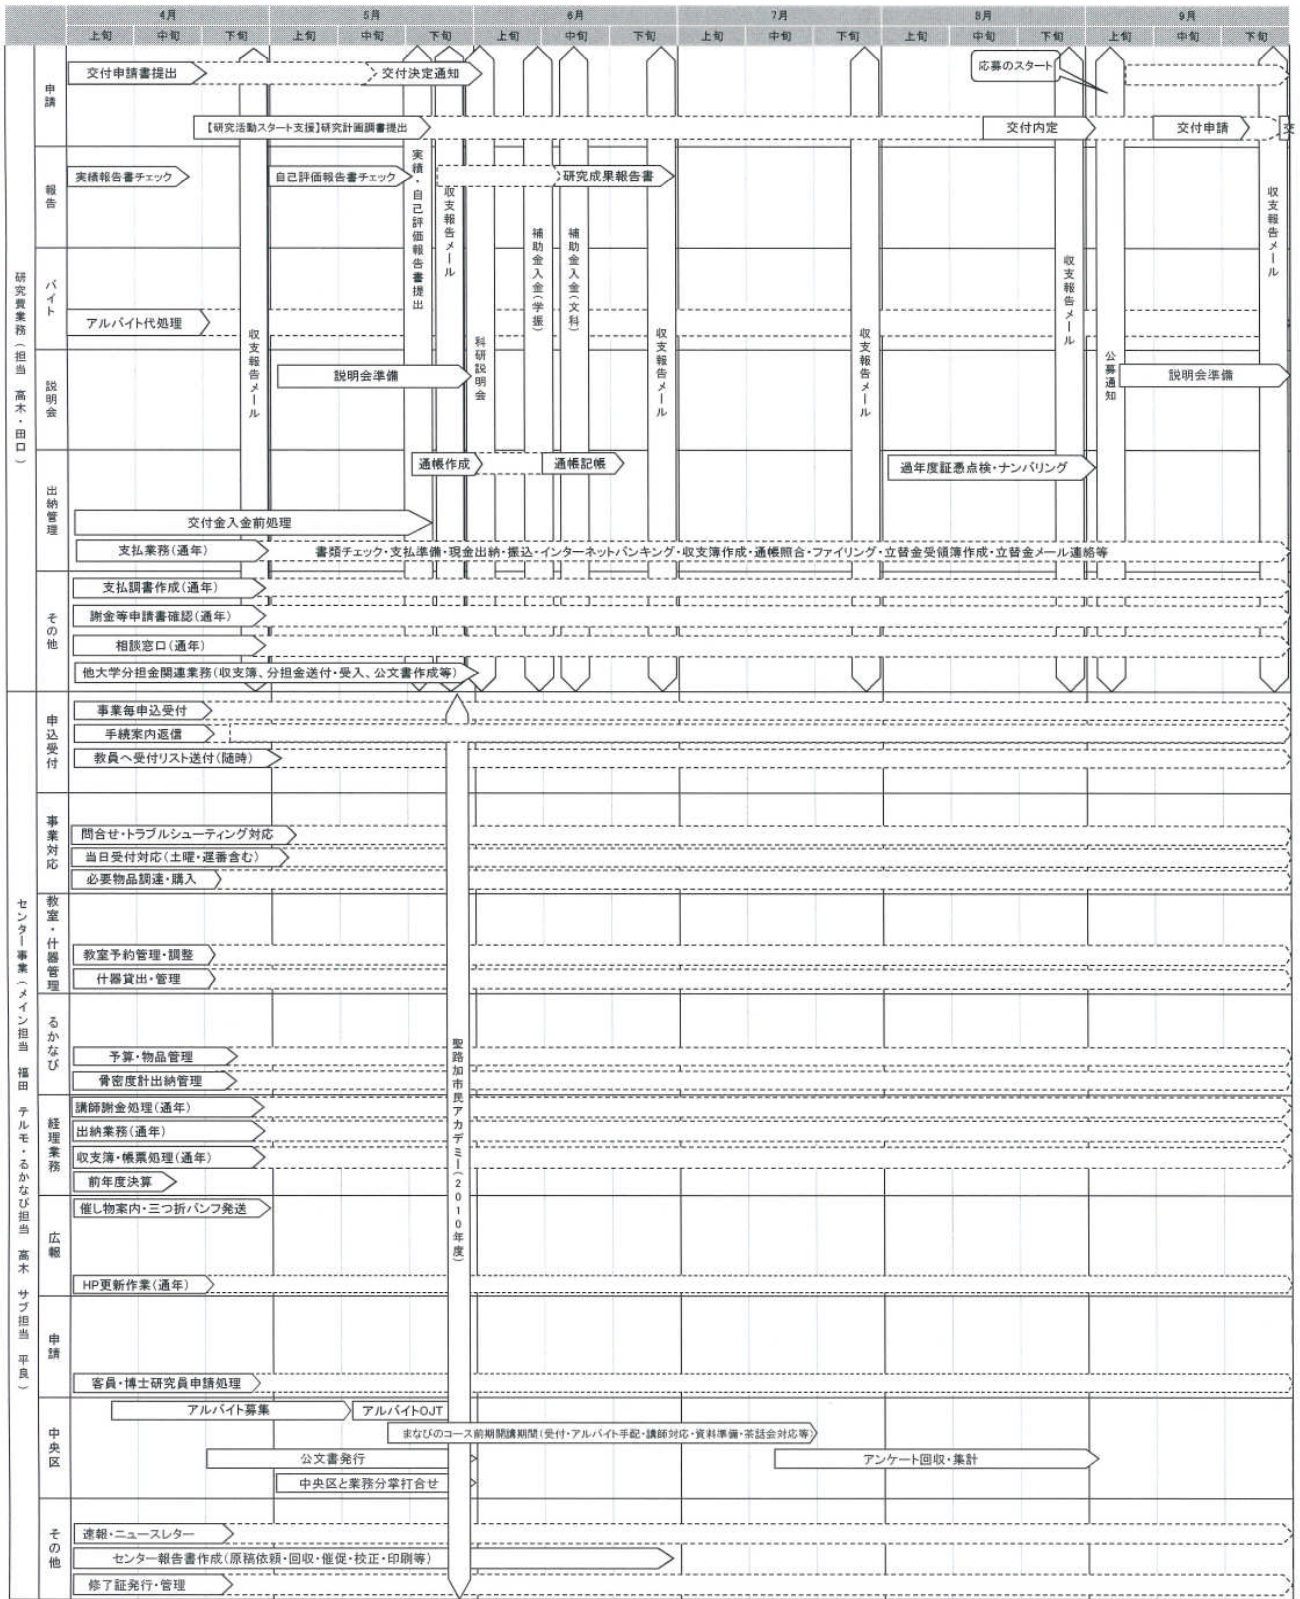 4月 5月 6月 7月 8月 9月
上旬 中旬 下旬 上旬 中旬 下旬 上旬 中旬 下旬 上旬 中旬 下旬 上旬 中旬 下旬 上旬 中旬 下旬
研究費業務(担当 高木・田口)
申請
交付申請書提出
交付決定通知
応募のスタート
【研究活動スタート支援】研究計画調書提出
交付内定
交付申請
交
報告
実績報告書チェック
自己評価報告書チェック
研究成果報告書
バイト
アルバイト代処理
説明会
説明会準備
説明会準備
収支報告メール
実績・自己評価報告書提出
収支報告メール
科研説明会
補助金入金(学振)
補助金入金(文科)
収支報告メール
収支報告メール
収支報告メール
公募通知
収支報告メール
出納管理
通帳作成
通帳記帳
過年度証憑点検・ナンバリング
交付金入金前処理
支払業務(通年)
書類チェック・支払準備・現金出納・振込・インターネットバンキング・収支簿作成・通帳照合・ファイリング・立替金受領簿作成・立替金メール連絡等
その他
支払調書作成(通年)
謝金等申請書確認(通年)
相談窓口(通年)
他大学分担金関連業務(収支簿、分担金送付・受入、公文書作成等)
センター事業(メイン担当 福田 テルモ・るかなび担当 高木 サブ担当 平良)
申込受付
事業毎申込受付
手続案内返信
教員へ受付リスト送付(随時)
事業対応
問合せ・トラブルシューティング対応
当日受付対応(土曜・遅番含む)
必要物品調達・購入
教室・什器管理
教室予約管理・調整
什器貸出・管理
るかなび
予算・物品管理
骨密度計出納管理
聖路加市民アカデミー(2010年度)
経理業務
講師謝金処理(通年)
出納業務(通年)
収支簿・帳票処理(通年)
前年度決算
広報
催し物案内・三つ折パンフ発送
HP更新作業(通年)
申請
客員・博士研究員申請処理
中央区
アルバイト募集
アルバイトOJT
まなびのコース前期開講期間(受付・アルバイト手配・講師対応・資料準備・茶話会対応等)
公文書発行
アンケート回収・集計
中央区と業務分掌打合せ
その他
速報・ニュースレター
センター報告書作成(原稿依頼・回収・催促・校正・印刷等)
修了証発行・管理